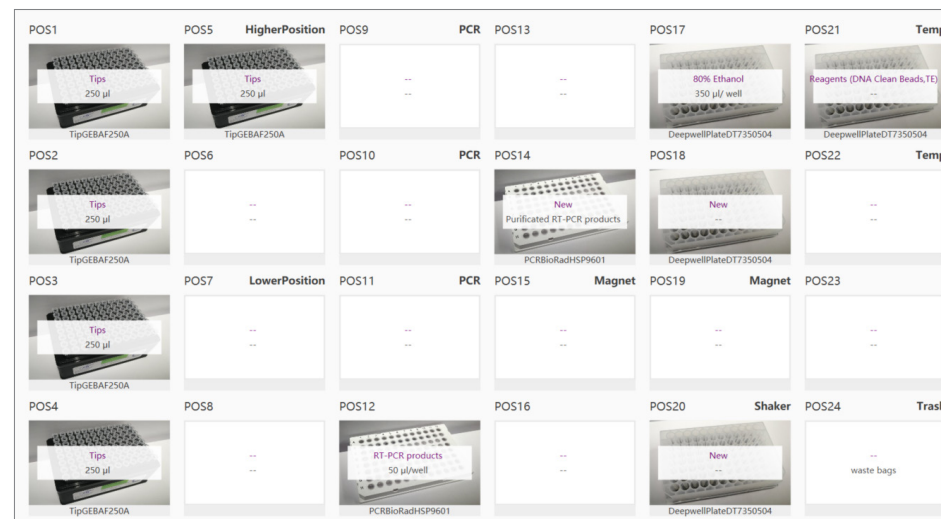 POS1
Tips
250 µl
TipGEBAF250A
POS5 HigherPosition
Tips
250 µl
TipGEBAF250A
POS9 PCR
--
--
POS13
--
--
POS17
80% Ethanol
350 µl/ well
DeepwellPlateDT7350504
POS21 Temp
Reagents (DNA Clean Beads,TE)
--
DeepwellPlateDT7350504
POS2
Tips
250 µl
TipGEBAF250A
POS6
--
--
POS10 PCR
--
--
POS14
New
Purificated RT-PCR products
PCRBioRadHSP9601
POS18
New
--
DeepwellPlateDT7350504
POS22 Temp
--
--
POS3
Tips
250 µl
TipGEBAF250A
POS7 LowerPosition
--
--
POS11 PCR
--
--
POS15 Magnet
--
--
POS19 Magnet
--
--
POS23
--
--
POS4
Tips
250 µl
TipGEBAF250A
POS8
--
--
POS12
RT-PCR products
50 µl/well
PCRBioRadHSP9601
POS16
--
--
POS20 Shaker
New
--
DeepwellPlateDT7350504
POS24 Trash
--
waste bags